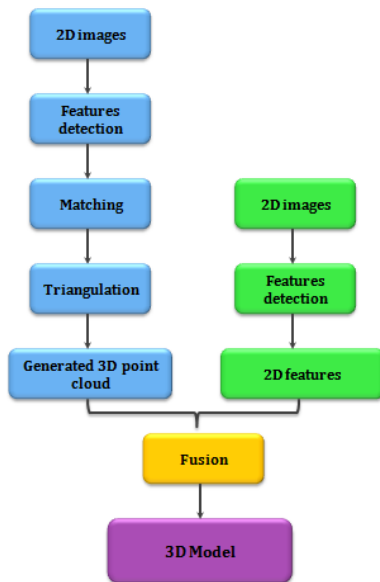 2D images
Features
detection
Matching
Triangulation
Generated 3D point
cloud
2D images
Features
detection
2D features
Fusion
3D Model